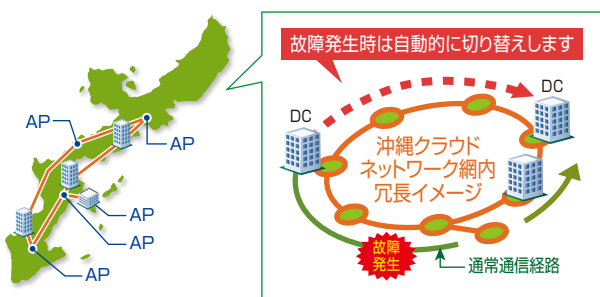 AP
AP
AP
AP
AP
故障発生時は自動的に切り替えします
DC
DC
沖縄クラウド
ネットワーク網内
冗長イメージ
故障
発生
通常通信経路